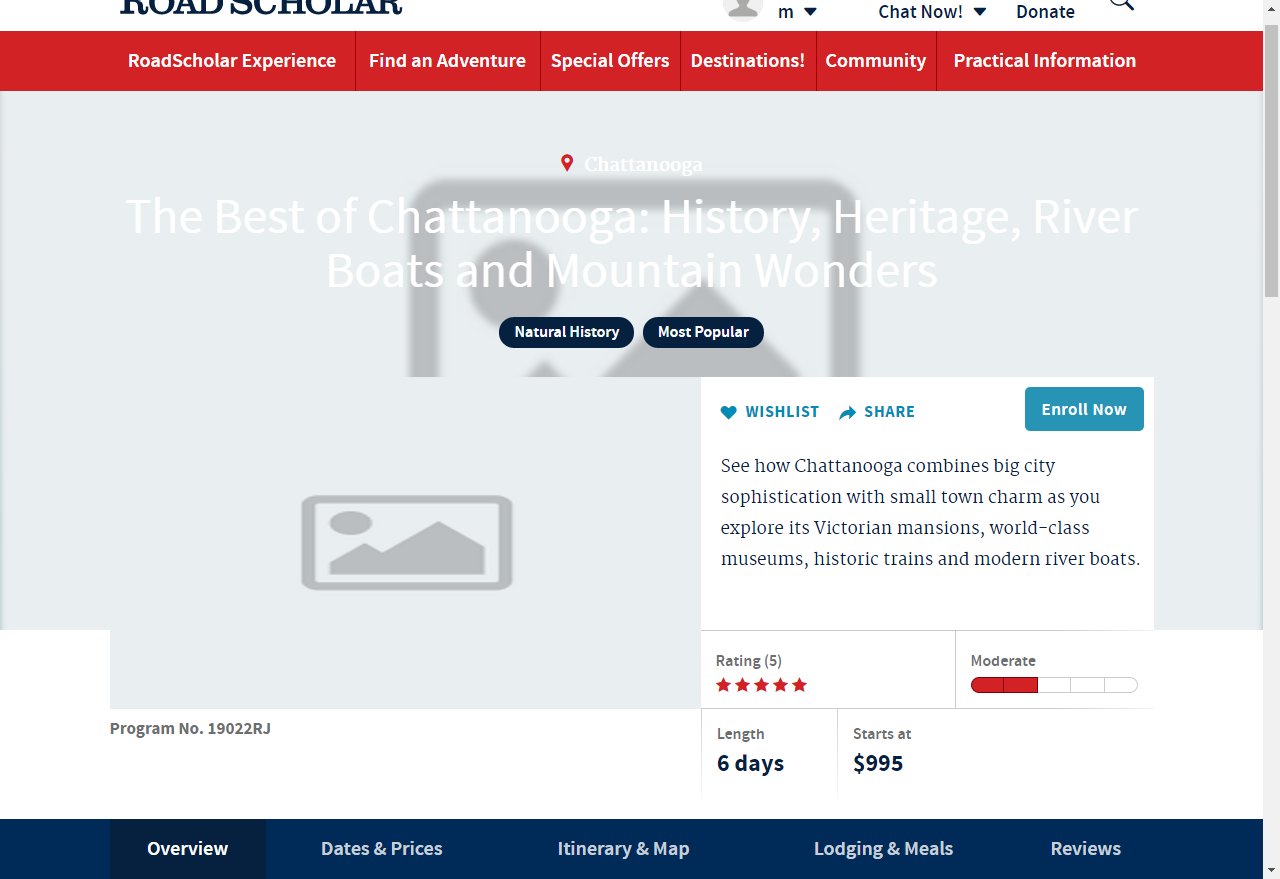 ROAD SCHOLAR
m
Chat Now!
Donate
RoadScholar Experience
Find an Adventure
Special Offers
Destinations!
Community
Practical Information
Chattanooga
The Best of Chattanooga: History, Heritage, River
Boats and Mountain Wonders
Natural History
Most Popular
WISHLIST
SHARE
Enroll Now
See how Chattanooga combines big city
sophistication with small town charm as you
explore its Victorian mansions, world-class
museums, historic trains and modern river boats.
Rating (5)
Moderate
Program No. 19022RJ
Length
6 days
Starts at
$995
Overview
Dates & Prices
Itinerary & Map
Lodging & Meals
Reviews